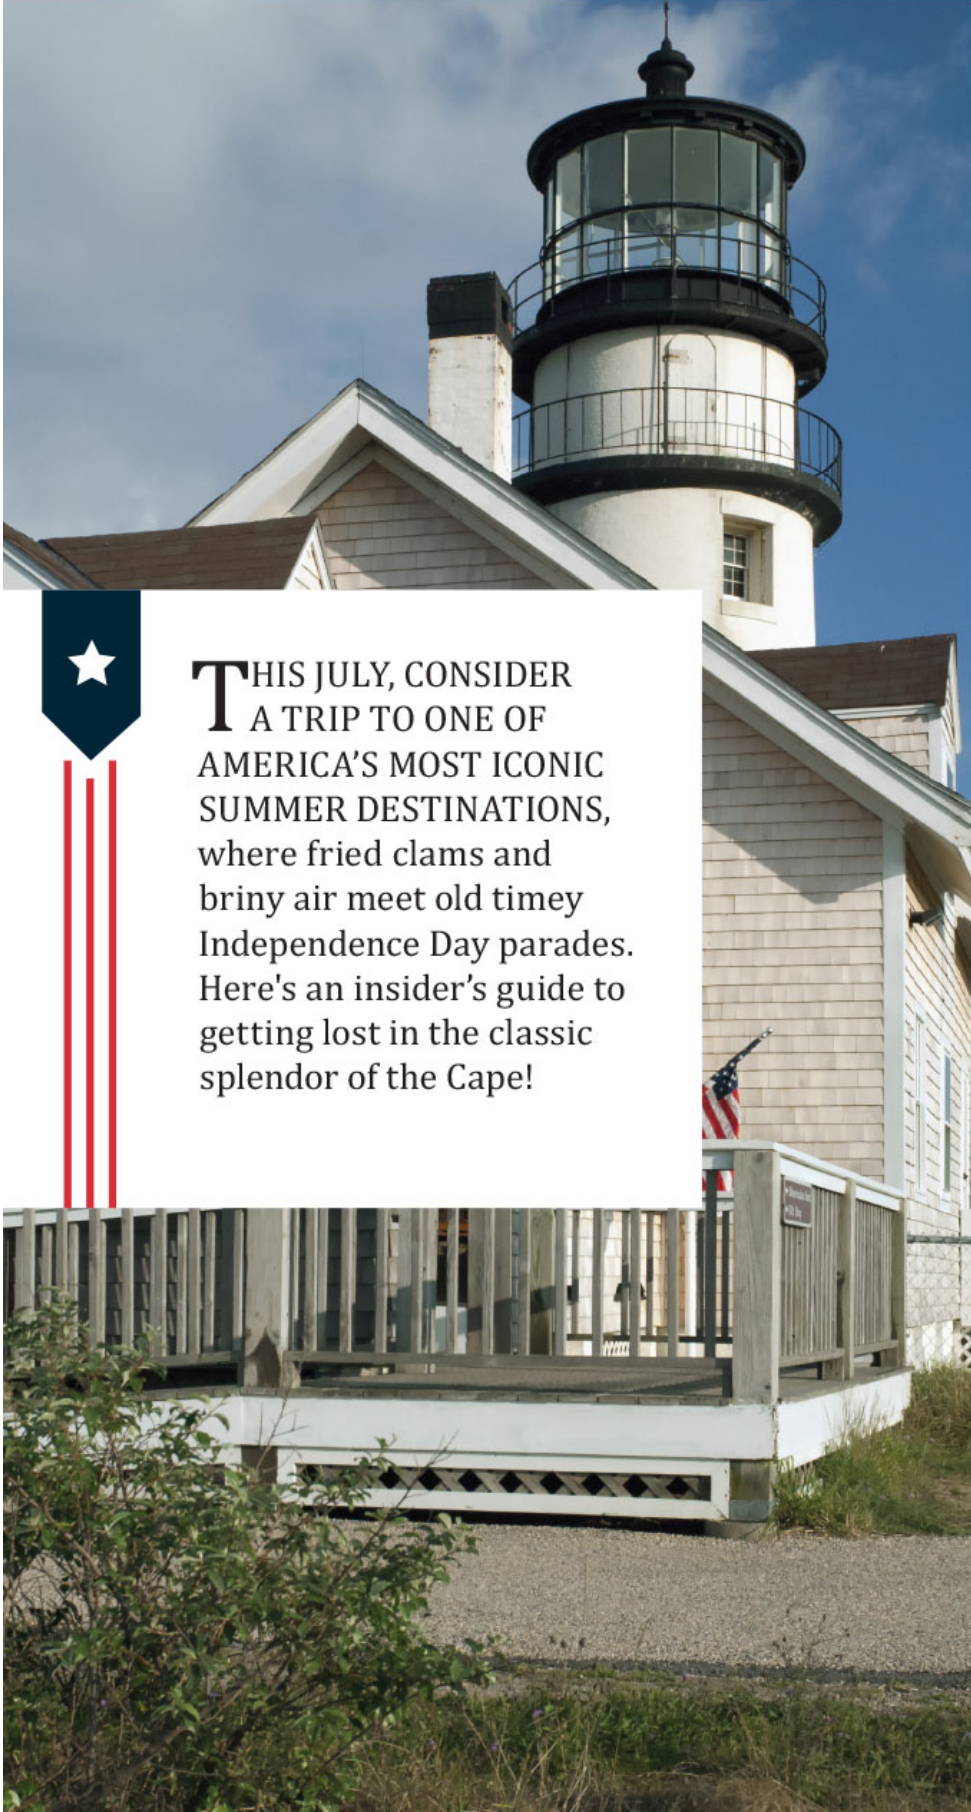 THIS JULY, CONSIDER
A TRIP TO ONE OF
AMERICA’S MOST ICONIC
SUMMER DESTINATIONS,
where fried clams and
briny air meet old timey
Independence Day parades.
Here's an insider’s guide to
getting lost in the classic
splendor of the Cape!